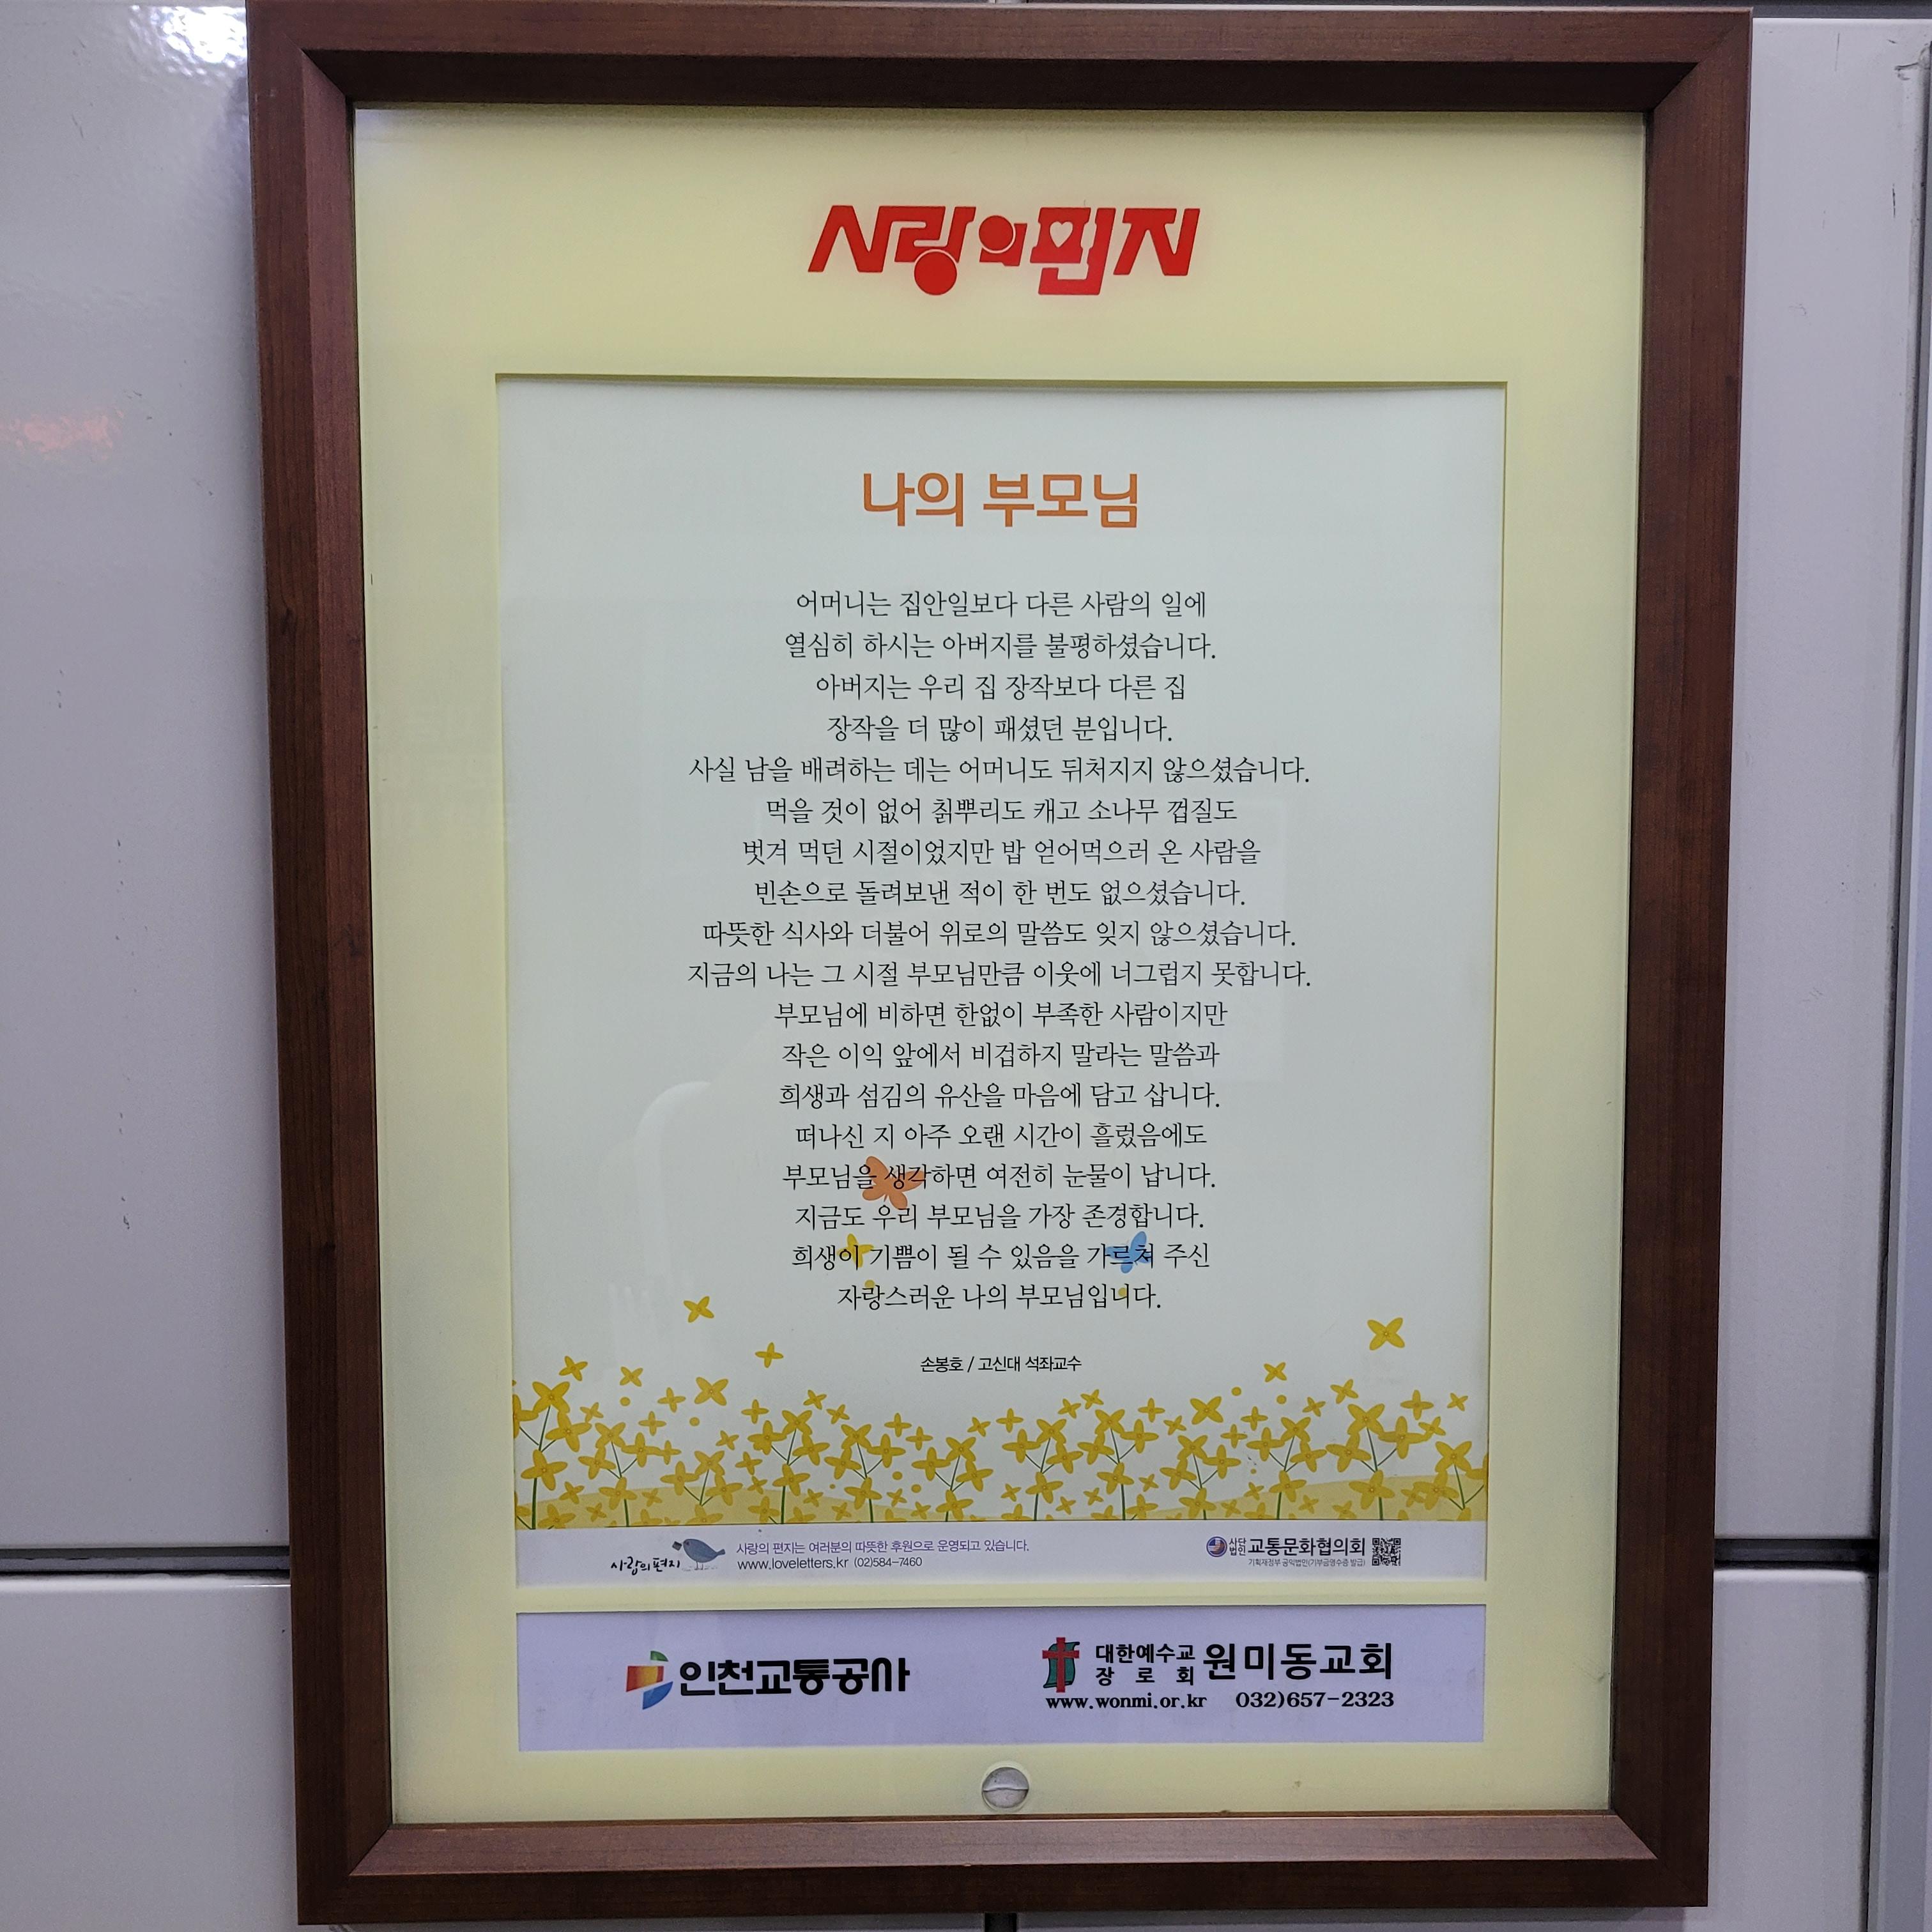 사랑의편지
나의 부모님
어머니는 집안일보다 다른 사람의 일에
열심히 하시는 아버지를 불평하셨습니다.
아버지는 우리 집 장작보다 다른 집
장작을 더 많이 패셨던 분입니다.
사실 남을 배려하는 데는 어머니도 뒤처지지 않으셨습니다.
먹을 것이 없어 칡뿌리도 캐고 소나무 껍질도
벗겨 먹던 시절이었지만 밥 얻어먹으러 온 사람을
빈손으로 돌려보낸 적이 한 번도 없으셨습니다.
따뜻한 식사와 더불어 위로의 말씀도 잊지 않으셨습니다.
지금의 나는 그 시절 부모님만큼 이웃에 너그럽지 못합니다.
부모님에 비하면 한없이 부족한 사람이지만
작은 이익 앞에서 비겁하지 말라는 말씀과
희생과 섬김의 유산을 마음에 담고 삽니다.
떠나신 지 아주 오랜 시간이 흘렀음에도
부모님을 생각하면 여전히 눈물이 납니다.
지금도 우리 부모님을 가장 존경합니다.
희생이 기쁨이 될 수 있음을 가르쳐 주신
자랑스러운 나의 부모님입니다.
손봉호 / 고신대 석좌교수
사랑의편지
사랑의 편지는 여러분의 따뜻한 후원으로 운영되고 있습니다.
www.loveletters.kr (02)584-7460
사단법인 교통문화협의회
기획재정부 공익법인(기부금영수증 발급)
인천교통공사
대한예수교장로회 원미동교회
www.wonmi.or.kr 032)657-2323